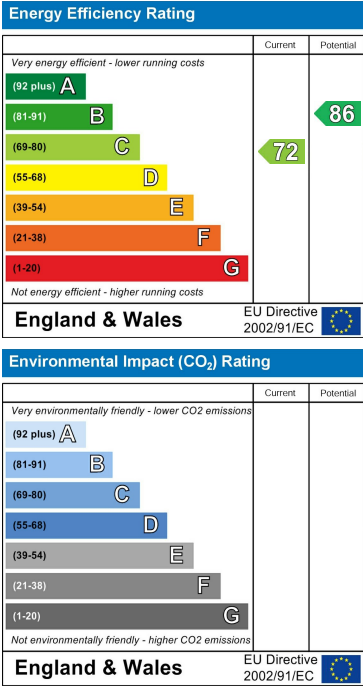 Energy Efficiency Rating
Current Potential
Very energy efficient - lower running costs
(92 plus) A
(81-91) B
86
(69-80) C
72
(55-68) D
(39-54) E
(21-38) F
(1-20) G
Not energy efficient - higher running costs
England & Wales
EU Directive
2002/91/EC
Environmental Impact (CO₂) Rating
Current Potential
Very environmentally friendly - lower CO2 emissions
(92 plus) A
(81-91) B
(69-80) C
(55-68) D
(39-54) E
(21-38) F
(1-20) G
Not environmentally friendly - higher CO2 emissions
England & Wales
EU Directive
2002/91/EC